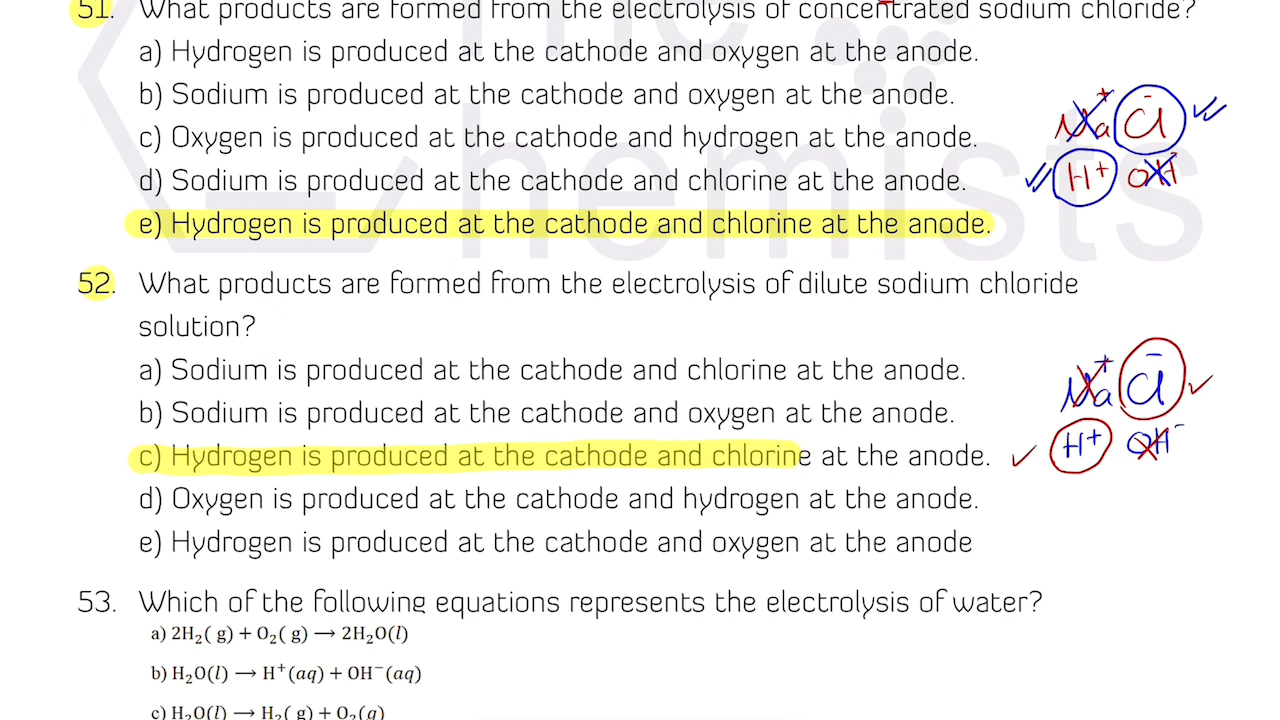 51. What products are formed from the electrolysis of concentrated sodium chloride?
a) Hydrogen is produced at the cathode and oxygen at the anode.
b) Sodium is produced at the cathode and oxygen at the anode.
c) Oxygen is produced at the cathode and hydrogen at the anode.
d) Sodium is produced at the cathode and chlorine at the anode.
e) Hydrogen is produced at the cathode and chlorine at the anode.
Na⁺ Cl⁻
H⁺ OH⁻
52. What products are formed from the electrolysis of dilute sodium chloride
solution?
a) Sodium is produced at the cathode and chlorine at the anode.
b) Sodium is produced at the cathode and oxygen at the anode.
c) Hydrogen is produced at the cathode and chlorine at the anode.
d) Oxygen is produced at the cathode and hydrogen at the anode.
e) Hydrogen is produced at the cathode and oxygen at the anode
Na⁺ Cl⁻
H⁺ OH⁻
53. Which of the following equations represents the electrolysis of water?
a) 2H₂( g) + O₂( g) → 2H₂O(l)
b) H₂O(l) → H⁺(aq) + OH⁻(aq)
c) H₂O(l) → H₂( g) + O₂(g)
The
hemists